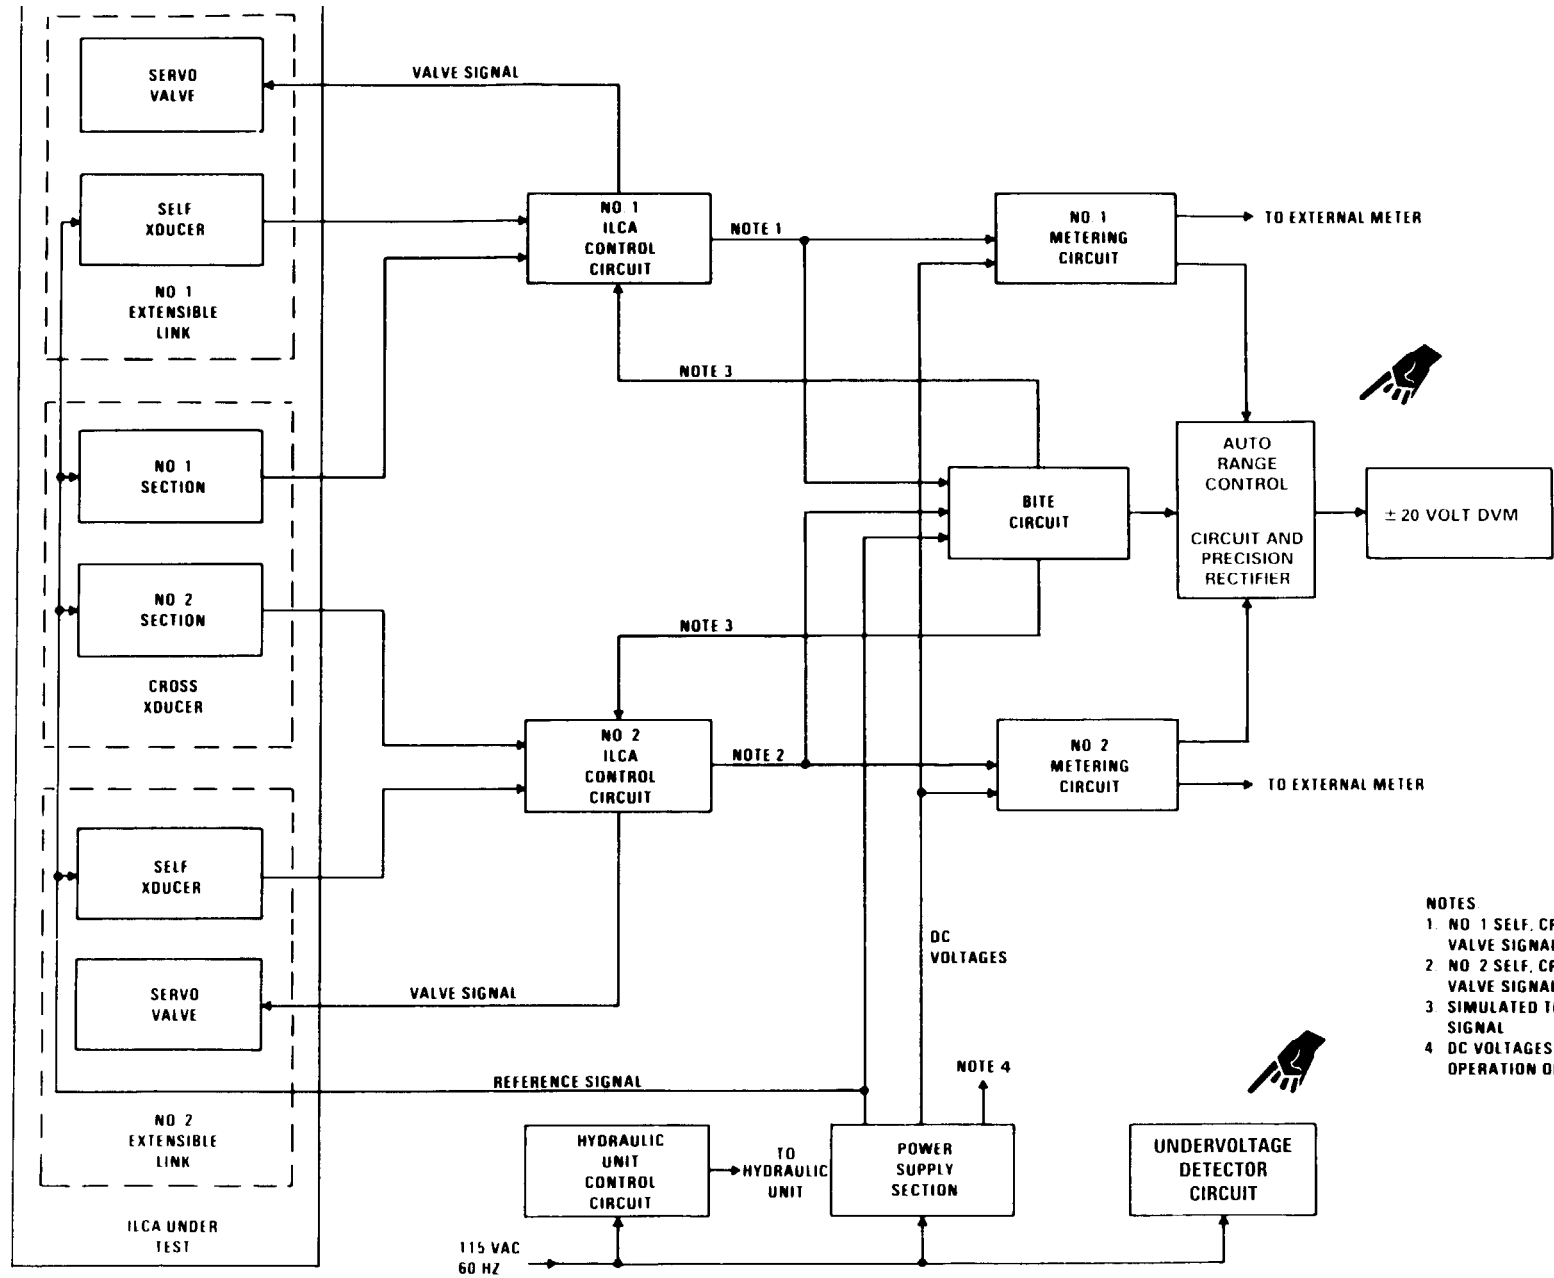 SERVO
VALVE
VALVE SIGNAL
SELF
XDUCER
NO 1
EXTENSIBLE
LINK
NO. 1
ILCA
CONTROL
CIRCUIT
NOTE 1
NO 1
METERING
CIRCUIT
TO EXTERNAL METER
NOTE 3
NO 1
SECTION
NO 2
SECTION
CROSS
XDUCER
BITE
CIRCUIT
AUTO
RANGE
CONTROL
CIRCUIT AND
PRECISION
RECTIFIER
± 20 VOLT DVM
NOTE 3
NO 2
ILCA
CONTROL
CIRCUIT
NOTE 2
NO 2
METERING
CIRCUIT
TO EXTERNAL METER
SELF
XDUCER
SERVO
VALVE
VALVE SIGNAL
DC
VOLTAGES
NOTES
1. NO 1 SELF,
VALVE
2. NO 2 SELF,
VALVE
3 SIMULATED
SIGNAL
4 DC VOLTAGES
OPERATION
REFERENCE SIGNAL
NOTE 4
NO 2
EXTENSIBLE
LINK
HYDRAULIC
UNIT
CONTROL
CIRCUIT
TO
HYDRAULIC
UNIT
POWER
SUPPLY
SECTION
UNDERVOLTAGE
DETECTOR
CIRCUIT
ILCA UNDER
TEST
115 VAC
60 HZ